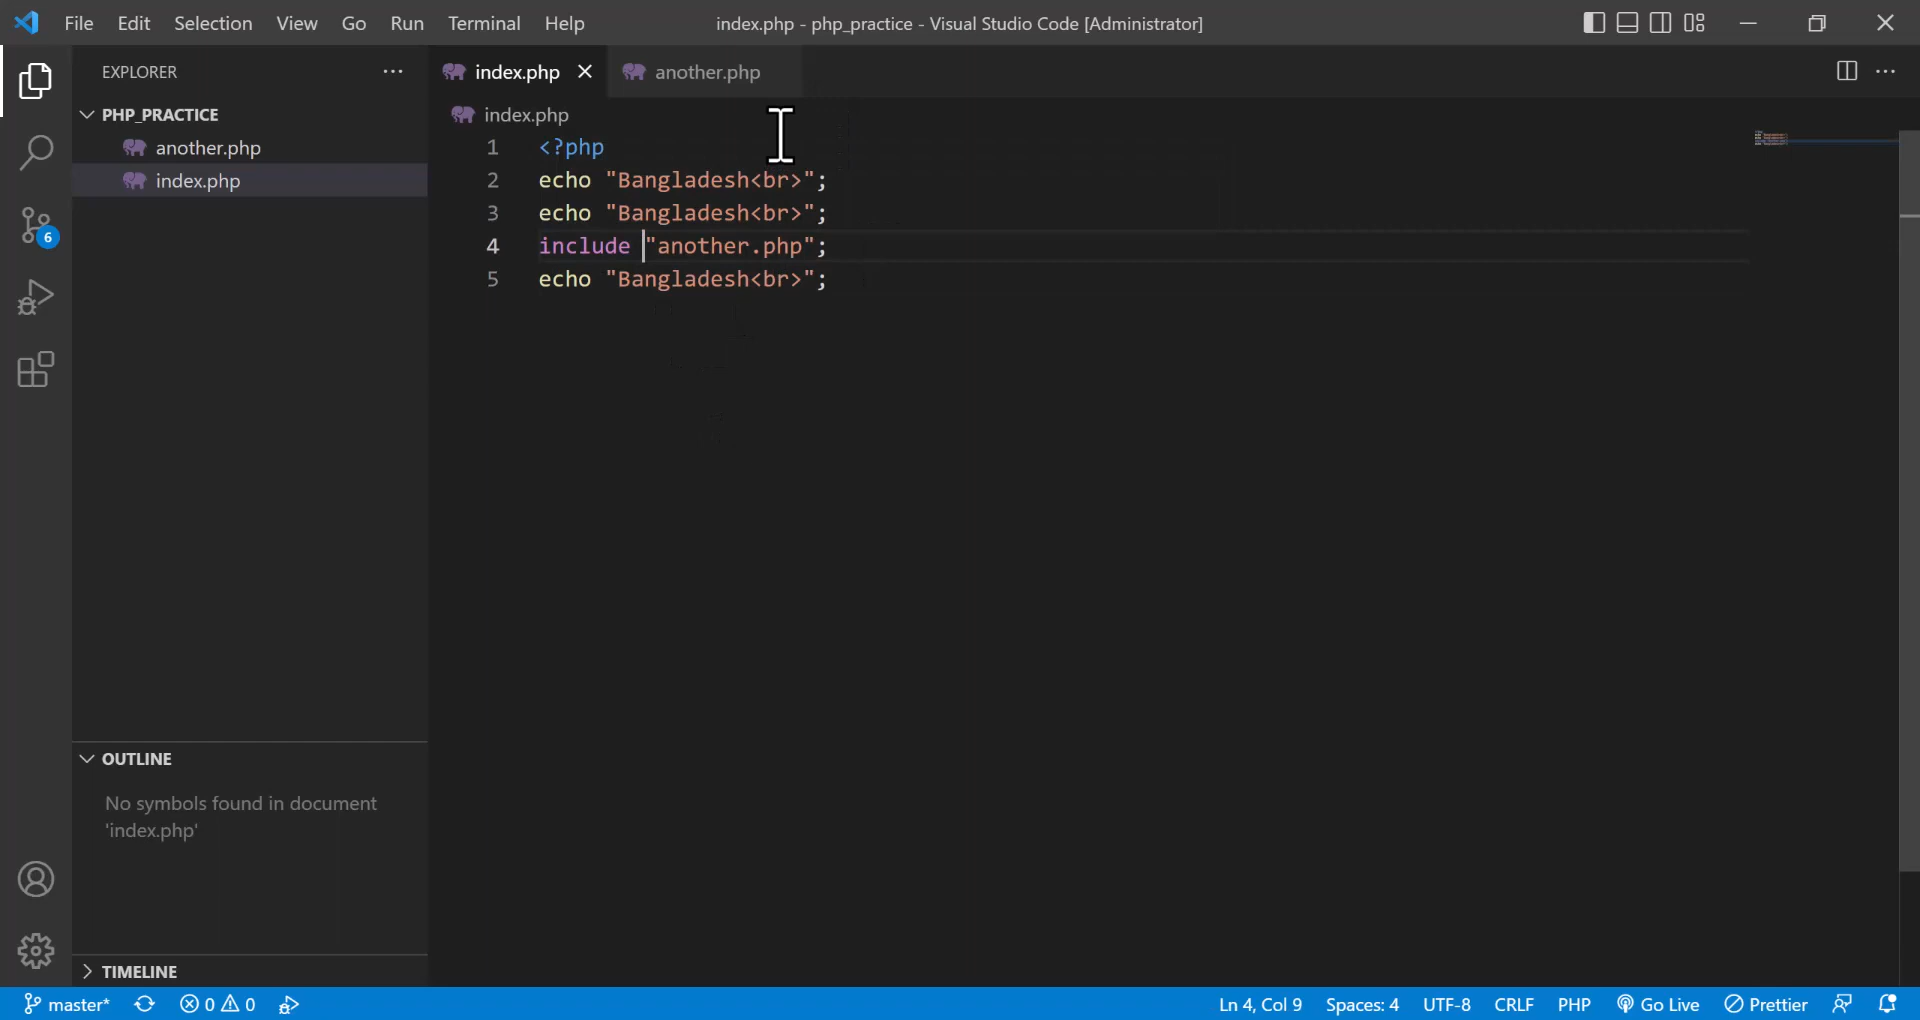 File Edit Selection View Go Run Terminal Help index.php - php_practice - Visual Studio Code [Administrator]
EXPLORER
PHP_PRACTICE
another.php
index.php
OUTLINE
No symbols found in document
'index.php'
TIMELINE
index.php another.php
index.php
1 <?php
2 echo "Bangladesh<br>";
3 echo "Bangladesh<br>";
4 include "another.php";
5 echo "Bangladesh<br>";
6
master* 0 0 Ln 4, Col 9 Spaces: 4 UTF-8 CRLF PHP Go Live Prettier